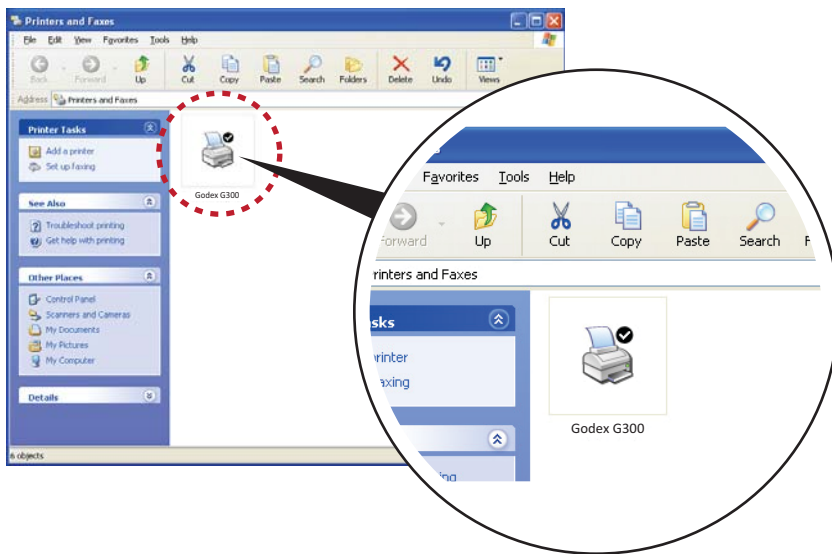 Printers and Faxes
File Edit View Favorites Tools Help
Back Forward Up Cut Copy Paste Search Folders Delete Undo Views
Address Printers and Faxes
Printer Tasks
Add a printer
Set up faxing
See Also
Troubleshoot printing
Get help with printing
Other Places
Control Panel
Scanners and Cameras
My Documents
My Pictures
My Computer
Details
6 objects
Godex G300
s
Favorites Tools Help
Forward Up Cut Copy Paste Search F
rinters and Faxes
sks
rinter
axing
ng
Godex G300